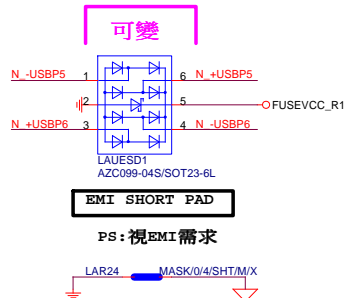 可變
N_-USBP5 1 6 N_+USBP5
2 5 FUSEVCC_R1
N_+USBP6 3 4 N_-USBP6
LAUESD1
AZC099-04S/SOT23-6L
EMI SHORT PAD
PS:視EMI需求
LAR24 MASK/0/4/SHT/M/X